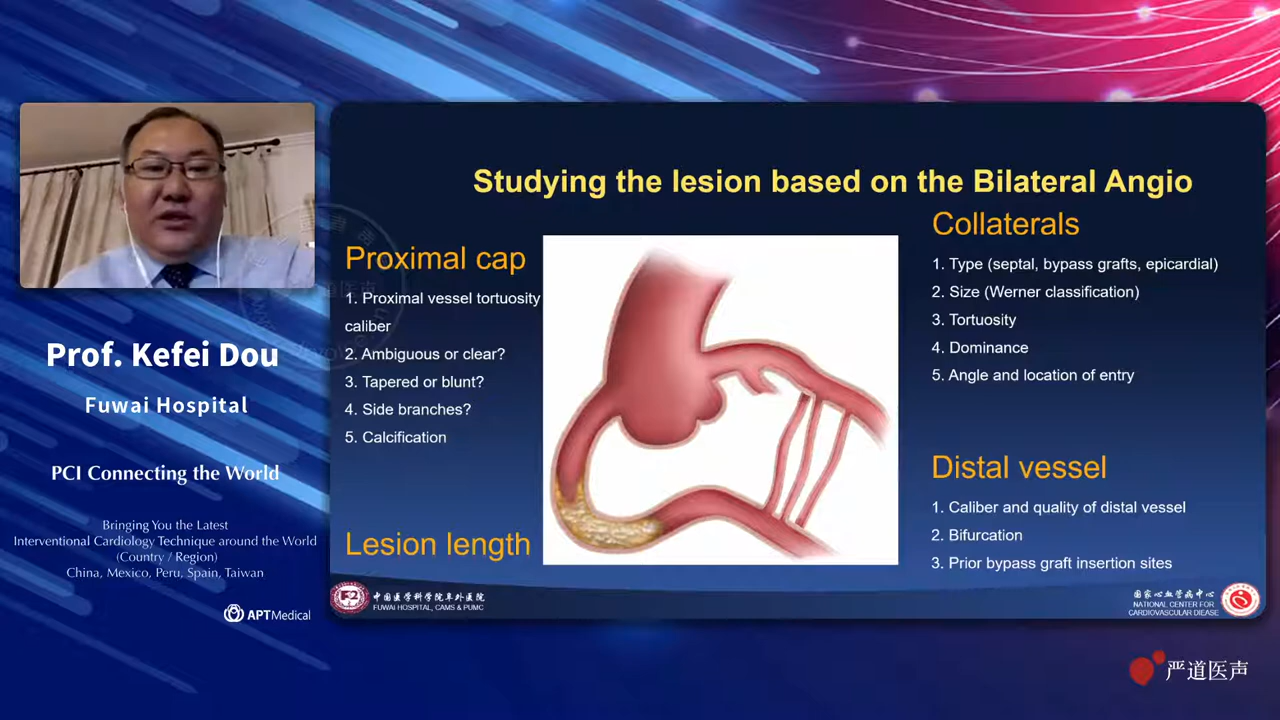 Prof. Kefei Dou
Fuwai Hospital
PCI Connecting the World
Bringing You the Latest
Interventional Cardiology Technique around the World
(Country / Region)
China, Mexico, Peru, Spain, Taiwan
APTMedical
Studying the lesion based on the Bilateral Angio
Proximal cap
1. Proximal vessel tortuosity
caliber
2. Ambiguous or clear?
3. Tapered or blunt?
4. Side branches?
5. Calcification
Lesion length
Collaterals
1. Type (septal, bypass grafts, epicardial)
2. Size (Werner classification)
3. Tortuosity
4. Dominance
5. Angle and location of entry
Distal vessel
1. Caliber and quality of distal vessel
2. Bifurcation
3. Prior bypass graft insertion sites
中国医学科学院阜外医院
FUWAI HOSPITAL, CAMS & PUMC
国家心血管病中心
NATIONAL CENTER FOR
CARDIOVASCULAR DIEASE
严道医声